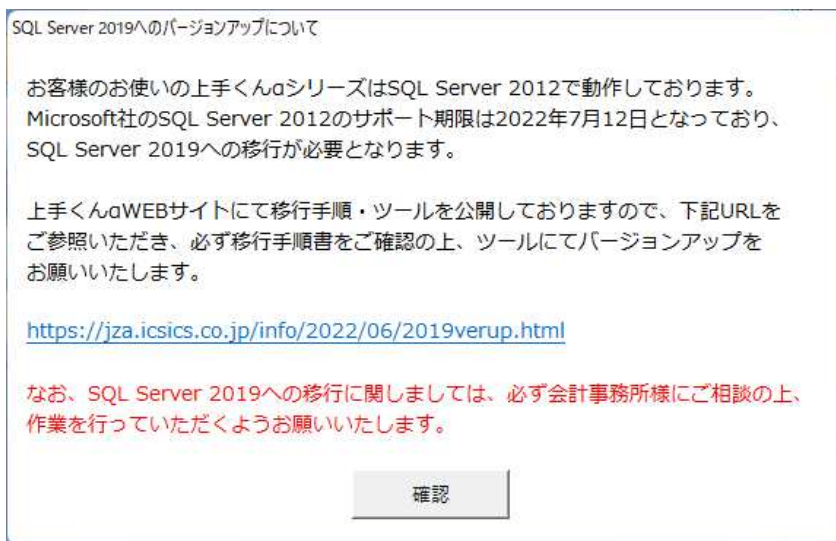 SQL Server 2019へのバージョンアップについて
お客様のお使いの上手くんαシリーズはSQL Server 2012で動作しております。
Microsoft社のSQL Server 2012のサポート期限は2022年7月12日となっており、
SQL Server 2019への移行が必要となります。
上手くんαWEBサイトにて移行手順・ツールを公開しておりますので、下記URLを
ご参照いただき、必ず移行手順書をご確認の上、ツールにてバージョンアップを
お願いいたします。
https://jza.icsics.co.jp/info/2022/06/2019verup.html
なお、SQL Server 2019への移行に関しましては、必ず会計事務所様にご相談の上、
作業を行っていただくようお願いいたします。
確認